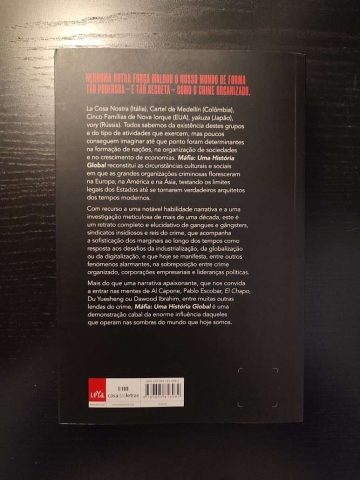 NENHUMA OUTRA FORÇA MOLDOU O NOSSO MUNDO DE FORMA
TÃO PODEROSA – E TÃO SECRETA – COMO O CRIME ORGANIZADO.
La Cosa Nostra (Itália), Cartel de Medellín (Colômbia),
Cinco Famílias de Nova Iorque (EUA), yakuza (Japão),
vory (Rússia). Todos sabemos da existência destes grupos
e do tipo de atividades que exercem, mas poucos
conseguem imaginar até que ponto foram determinantes
na formação de nações, na organização de sociedades
e no crescimento de economias. Máfia: Uma História
Global reconstitui as circunstâncias culturais e sociais
em que as grandes organizações criminosas floresceram
na Europa, na América e na Ásia, testando os limites
legais dos Estados até se tornarem verdadeiros arquitetos
dos tempos modernos.
Com recurso a uma notável habilidade narrativa e a uma
investigação meticulosa de mais de uma década, este é
um retrato completo e elucidativo de gangues e gângsters,
sindicatos insidiosos e reis do crime, que acompanha
a sofisticação dos marginais ao longo dos tempos como
resposta aos desafios da industrialização, da globalização
ou da digitalização, e que hoje se manifesta, entre outros
fenómenos alarmantes, na sobreposição entre crime
organizado, corporações empresariais e lideranças políticas.
Mais do que uma narrativa apaixonante, que nos convida
a entrar nas mentes de Al Capone, Pablo Escobar, El Chapo,
Du Yuesheng ou Dawood Ibrahim, entre muitas outras
lendas do crime, Máfia: Uma História Global é uma
demonstração cabal da enorme influência daqueles
que operam nas sombras do mundo que hoje somos.
LeYa
casa das letras